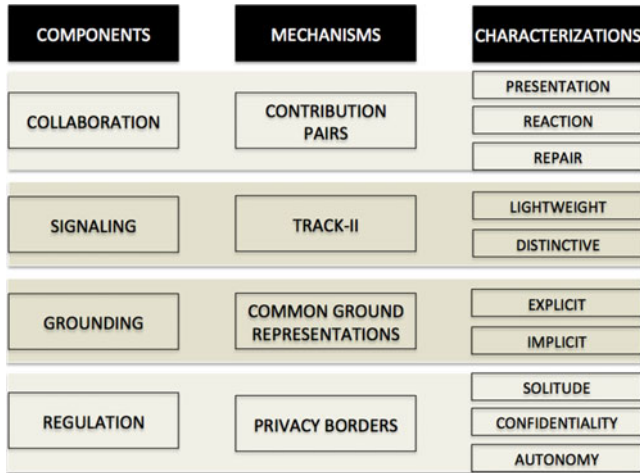 COMPONENTS
MECHANISMS
CHARACTERIZATIONS
COLLABORATION
CONTRIBUTION
PAIRS
PRESENTATION
REACTION
REPAIR
SIGNALING
TRACK-II
LIGHTWEIGHT
DISTINCTIVE
GROUNDING
COMMON GROUND
REPRESENTATIONS
EXPLICIT
IMPLICIT
REGULATION
PRIVACY BORDERS
SOLITUDE
CONFIDENTIALITY
AUTONOMY